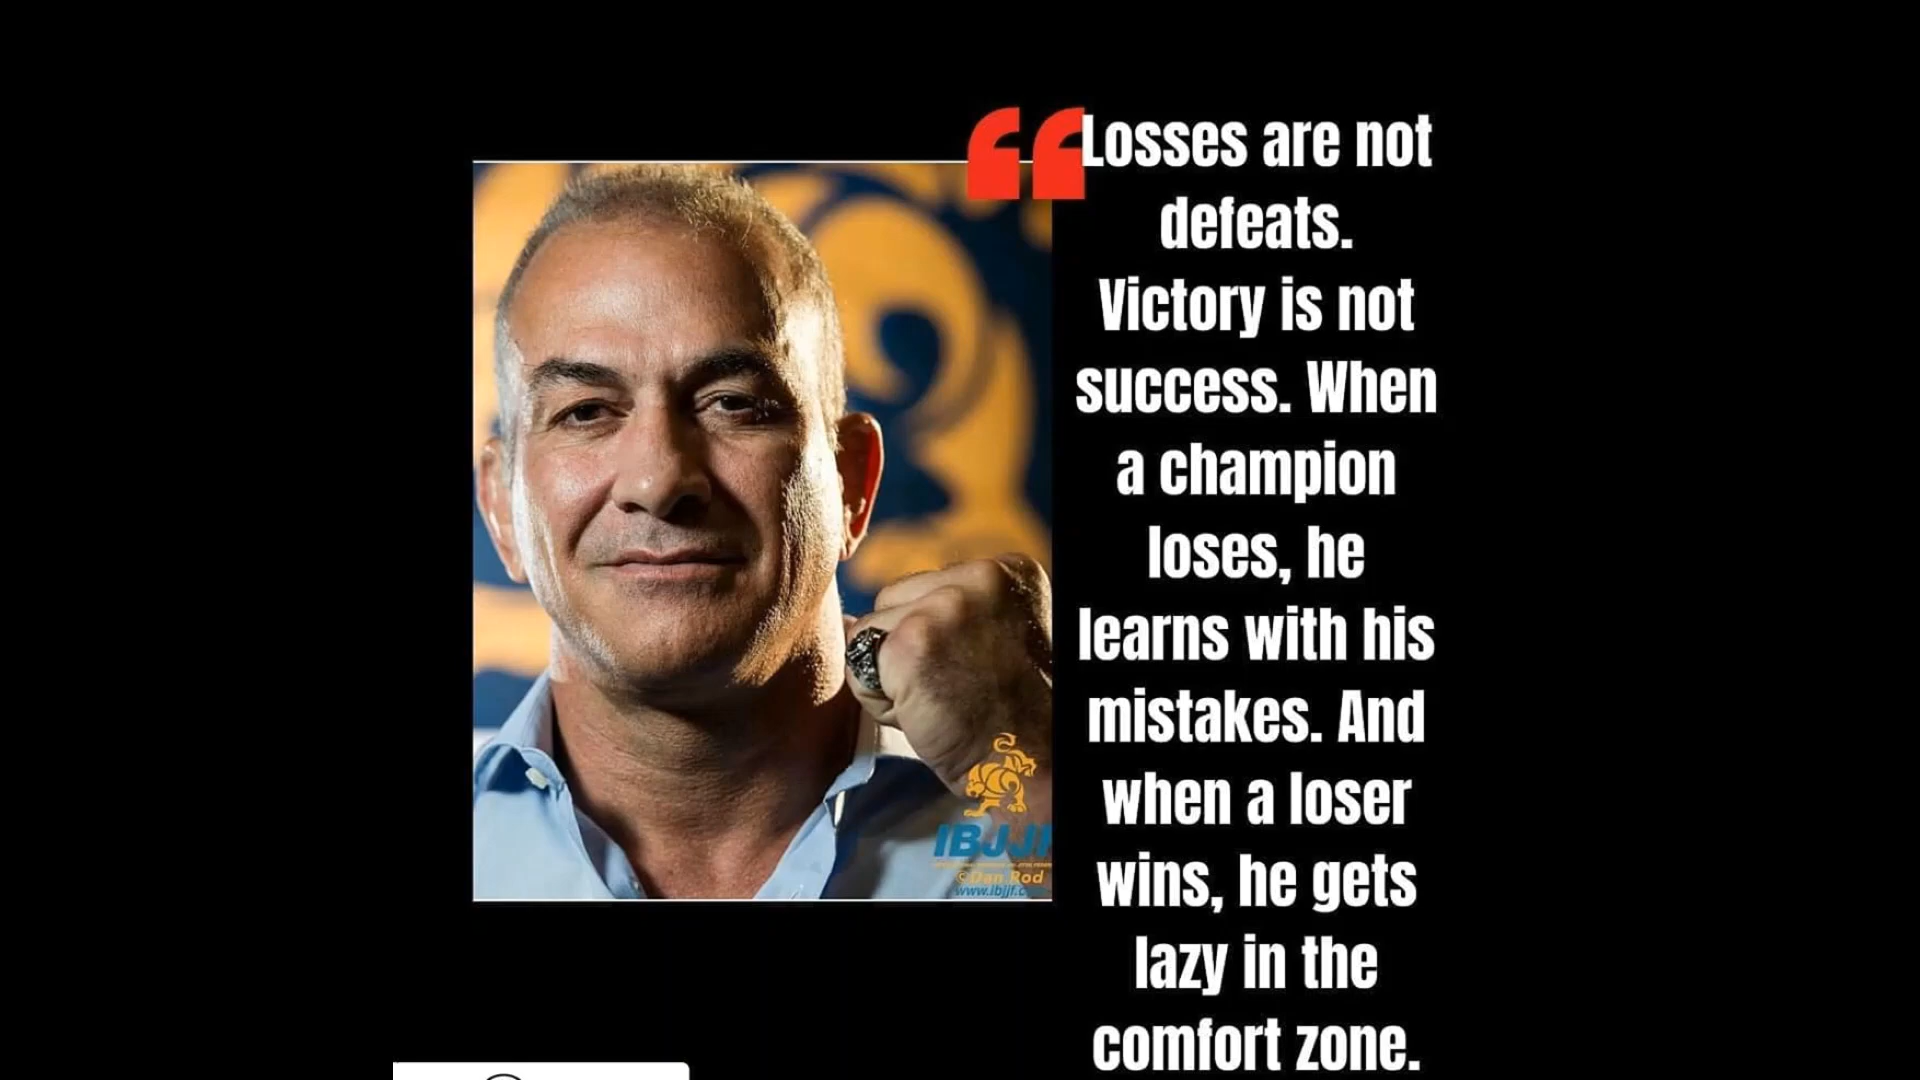 Losses are not
defeats.
Victory is not
success. When
a champion
loses, he
learns with his
mistakes. And
when a loser
wins, he gets
lazy in the
comfort zone.
IBJJF
©Dan Rod
www.ibjjf.c